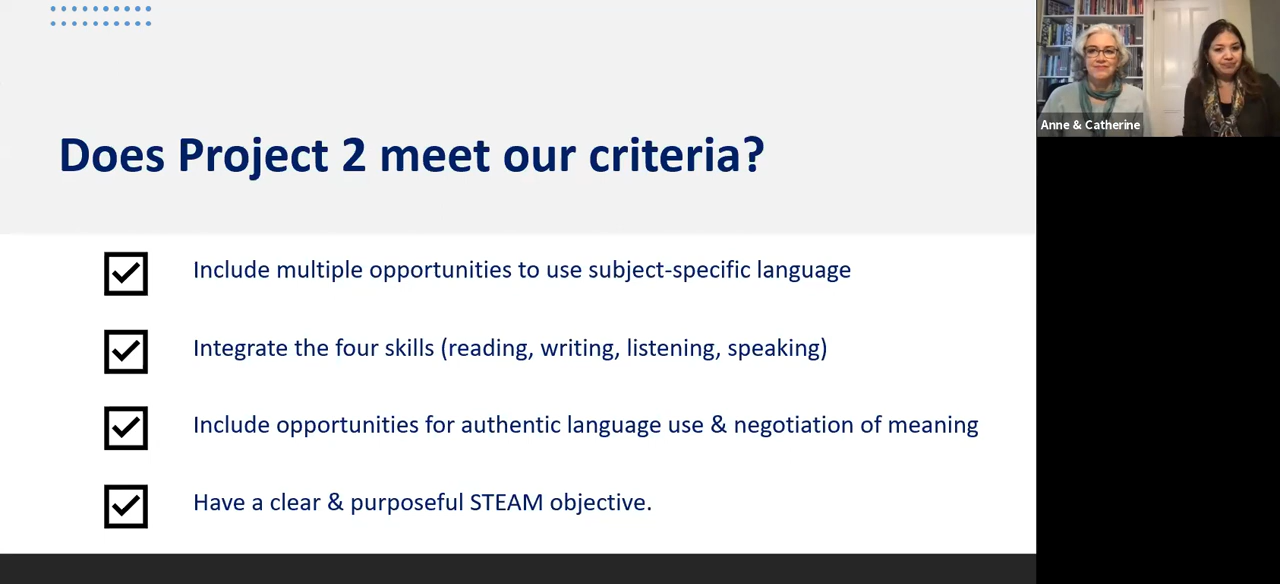 Does Project 2 meet our criteria?
Include multiple opportunities to use subject-specific language
Integrate the four skills (reading, writing, listening, speaking)
Include opportunities for authentic language use & negotiation of meaning
Have a clear & purposeful STEAM objective.
Anne & Catherine